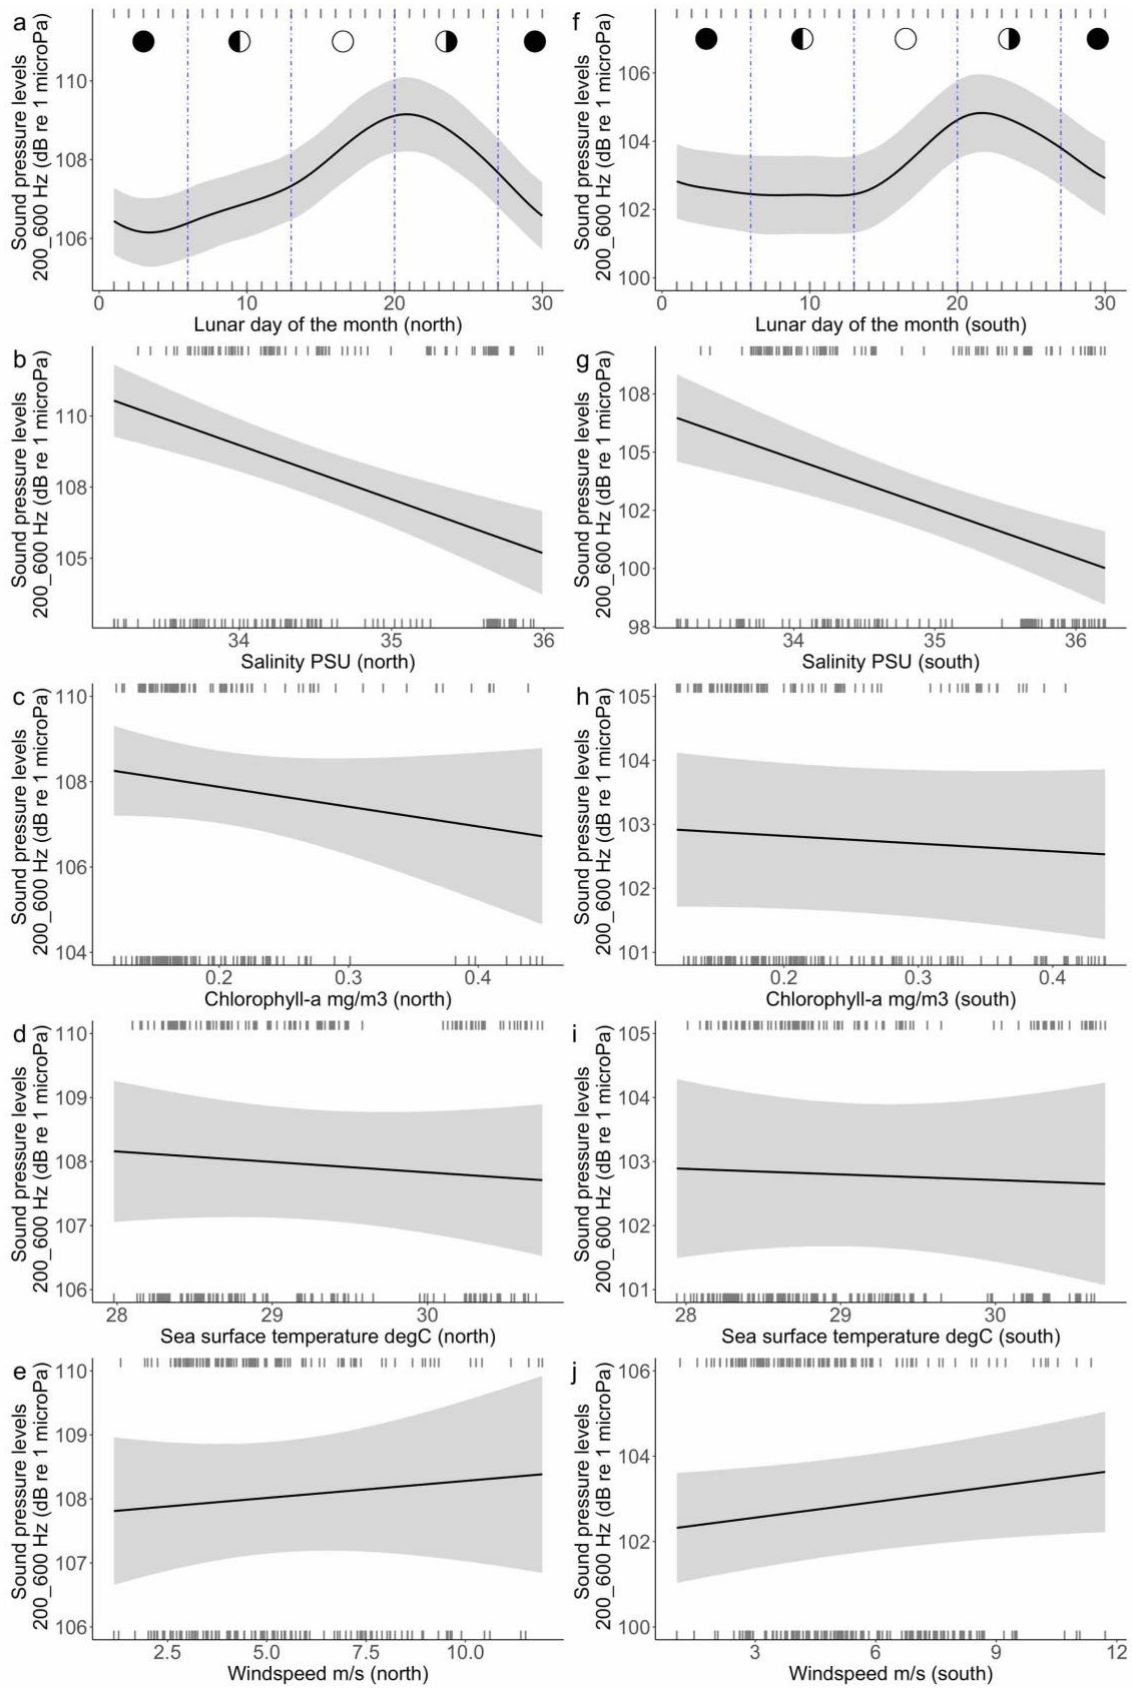 a
Sound pressure levels
200_600 Hz (dB re 1 microPa)
110
108
106
0 10 20 30
Lunar day of the month (north)
f
Sound pressure levels
200_600 Hz (dB re 1 microPa)
106
104
102
100
0 10 20 30
Lunar day of the month (south)
b
Sound pressure levels
200_600 Hz (dB re 1 microPa)
110
108
105
34 35 36
Salinity PSU (north)
g
Sound pressure levels
200_600 Hz (dB re 1 microPa)
108
105
102
100
98
34 35 36
Salinity PSU (south)
c
Sound pressure levels
200_600 Hz (dB re 1 microPa)
110
108
106
104
0.2 0.3 0.4
Chlorophyll-a mg/m3 (north)
h
Sound pressure levels
200_600 Hz (dB re 1 microPa)
105
104
103
102
101
0.2 0.3 0.4
Chlorophyll-a mg/m3 (south)
d
Sound pressure levels
200_600 Hz (dB re 1 microPa)
110
109
108
107
106
28 29 30
Sea surface temperature degC (north)
i
Sound pressure levels
200_600 Hz (dB re 1 microPa)
105
104
103
102
101
28 29 30
Sea surface temperature degC (south)
e
Sound pressure levels
200_600 Hz (dB re 1 microPa)
110
109
108
107
106
2.5 5.0 7.5 10.0
Windspeed m/s (north)
j
Sound pressure levels
200_600 Hz (dB re 1 microPa)
106
104
102
100
3 6 9 12
Windspeed m/s (south)